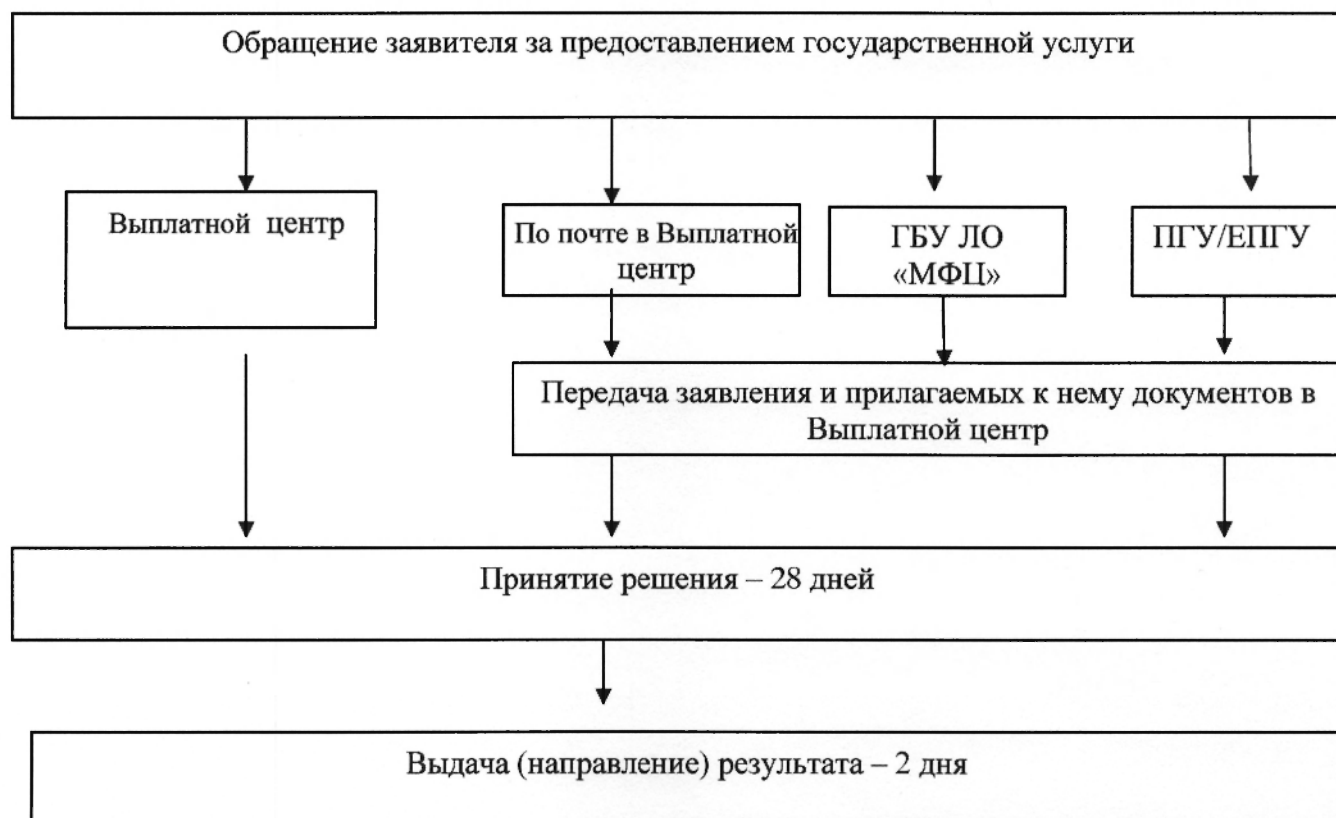 Обращение заявителя за предоставлением государственной услуги
Выплатной центр
По почте в Выплатной
центр
ГБУ ЛО
«МФЦ»
ПГУ/ЕПГУ
Передача заявления и прилагаемых к нему документов в
Выплатной центр
Принятие решения – 28 дней
Выдача (направление) результата – 2 дня